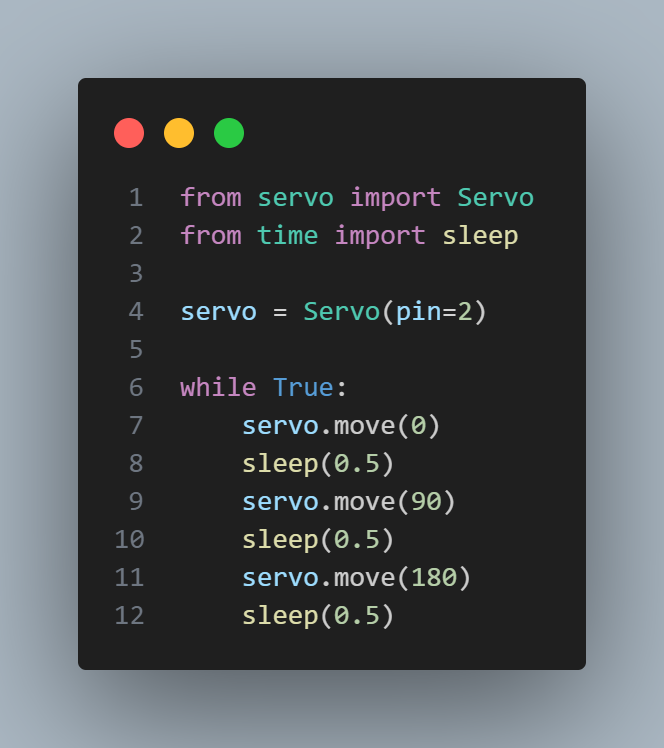 1 from servo import Servo
2 from time import sleep
3
4 servo = Servo(pin=2)
5
6 while True:
7     servo.move(0)
8     sleep(0.5)
9     servo.move(90)
10     sleep(0.5)
11     servo.move(180)
12     sleep(0.5)